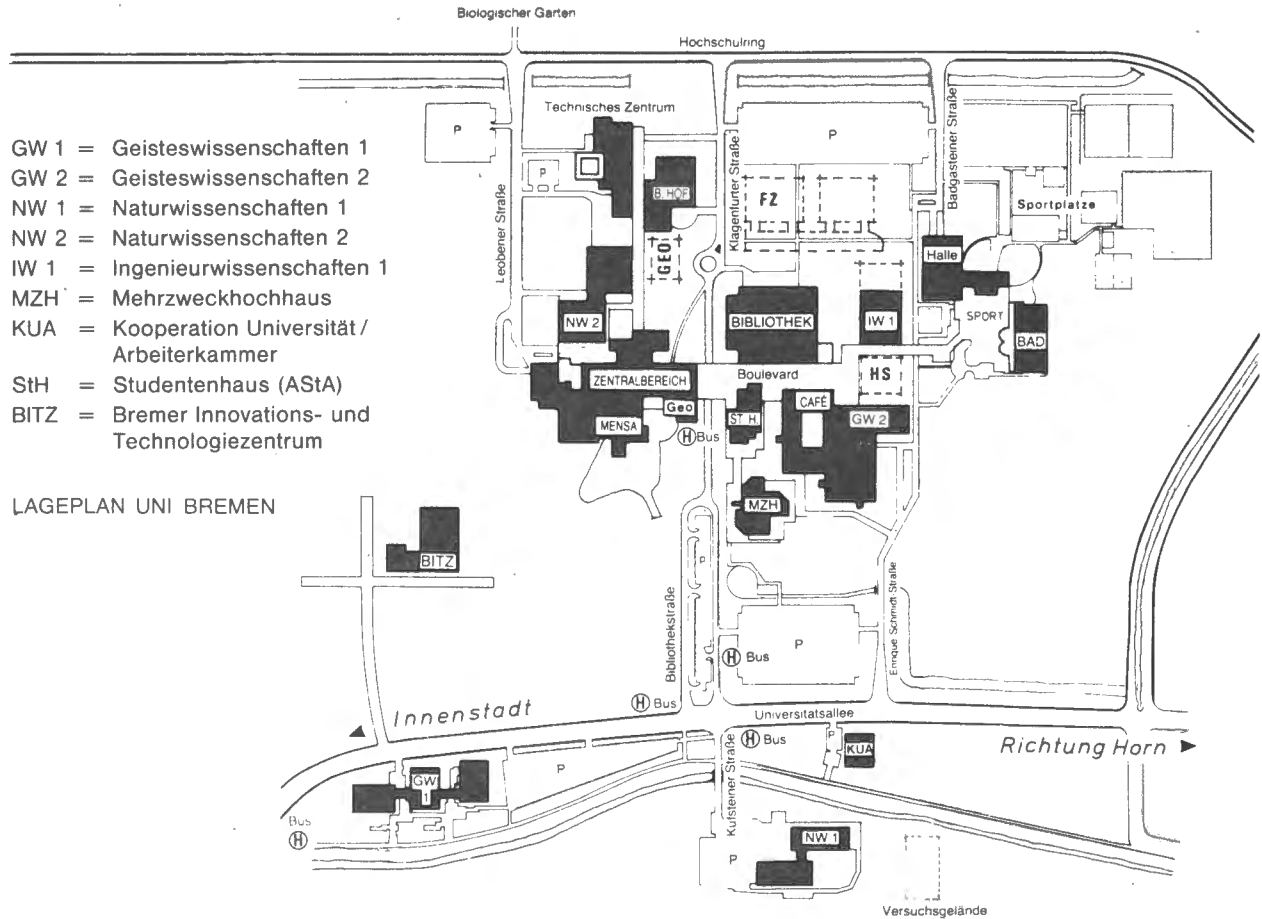 Biologischer Garten
Hochschulring
Technisches Zentrum
P
P
P
GW 1 = Geisteswissenschaften 1
GW 2 = Geisteswissenschaften 2
NW 1 = Naturwissenschaften 1
NW 2 = Naturwissenschaften 2
IW 1 = Ingenieurwissenschaften 1
MZH = Mehrzweckhochhaus
KUA = Kooperation Universität /
Arbeiterkammer
StH = Studentenhaus (AStA)
BITZ = Bremer Innovations- und
Technologiezentrum
LAGEPLAN UNI BREMEN
Leobener Straße
B. HOF
GEO
Klagenfurter Straße
FZ
Badgasteiner Straße
Sportplatze
Halle
NW 2
BIBLIOTHEK
IW 1
SPORT
BAD
ZENTRALBEREICH
Boulevard
HS
Geo
CAFÉ
MENSA
ST H.
GW 2
H Bus
MZH
BITZ
P
Bibliothekstraße
Enrique Schmidt-Straße
P
H Bus
H Bus
Innenstadt
Universitatsallee
H Bus
P
KUA
Richtung Horn
GW
1
P
Kufsteiner Straße
Bus
H
NW 1
P
Versuchsgelände